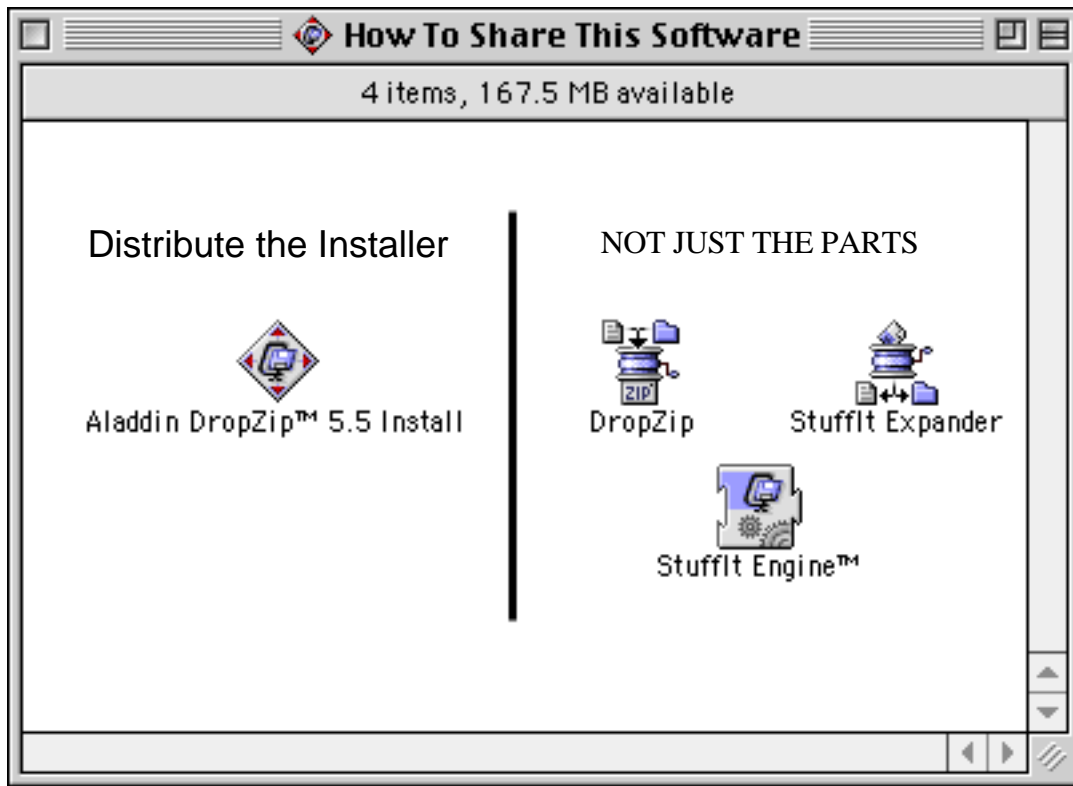 How To Share This Software
4 items, 167.5 MB available
Distribute the Installer
NOT JUST THE PARTS
Aladdin DropZip™ 5.5 Install
ZIP
DropZip
StuffIt Expander
StuffIt Engine™